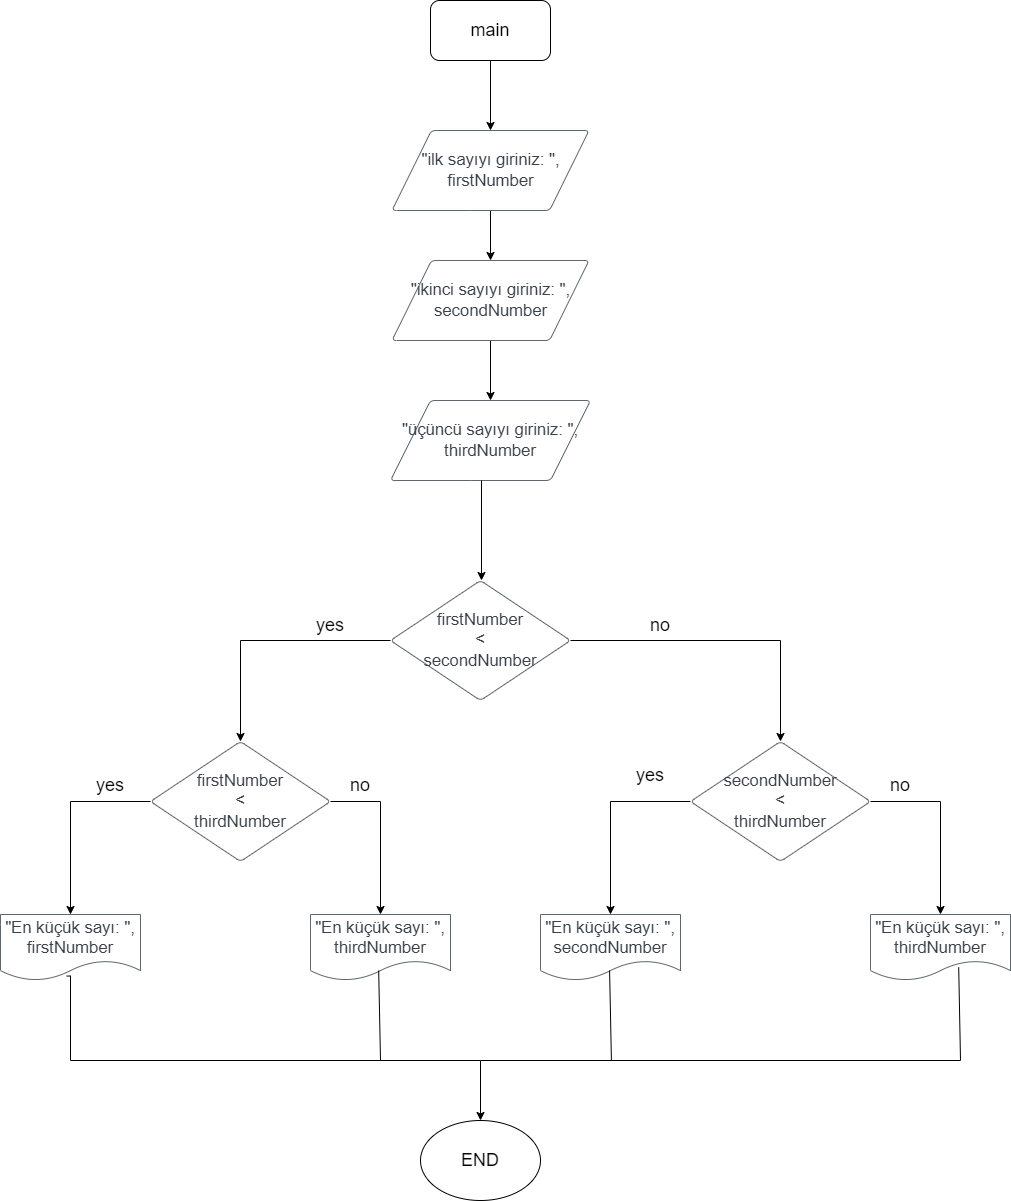 main
"ilk sayıyı giriniz: ",
firstNumber
"ikinci sayıyı giriniz: ",
secondNumber
"üçüncü sayıyı giriniz: ",
thirdNumber
firstNumber
<
secondNumber
yes
no
firstNumber
<
thirdNumber
yes
no
secondNumber
<
thirdNumber
yes
no
"En küçük sayı: ",
firstNumber
"En küçük sayı: ",
thirdNumber
"En küçük sayı: ",
secondNumber
"En küçük sayı: ",
thirdNumber
END